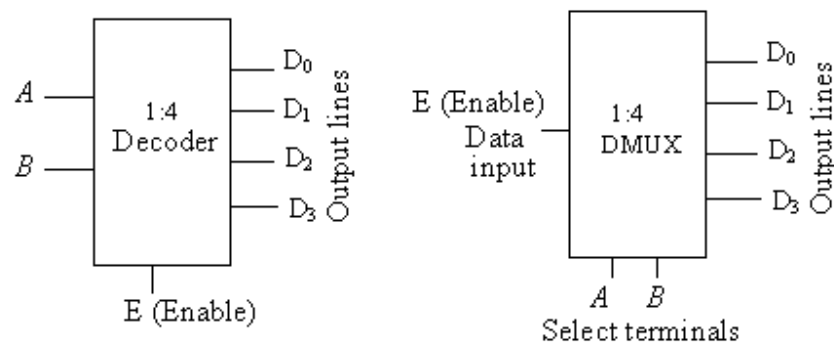 A
B
1:4
Decoder
D₀
D₁
D₂
D₃
Output lines
E (Enable)
E (Enable)
Data
input
1:4
DMUX
D₀
D₁
D₂
D₃
Output lines
A B
Select terminals